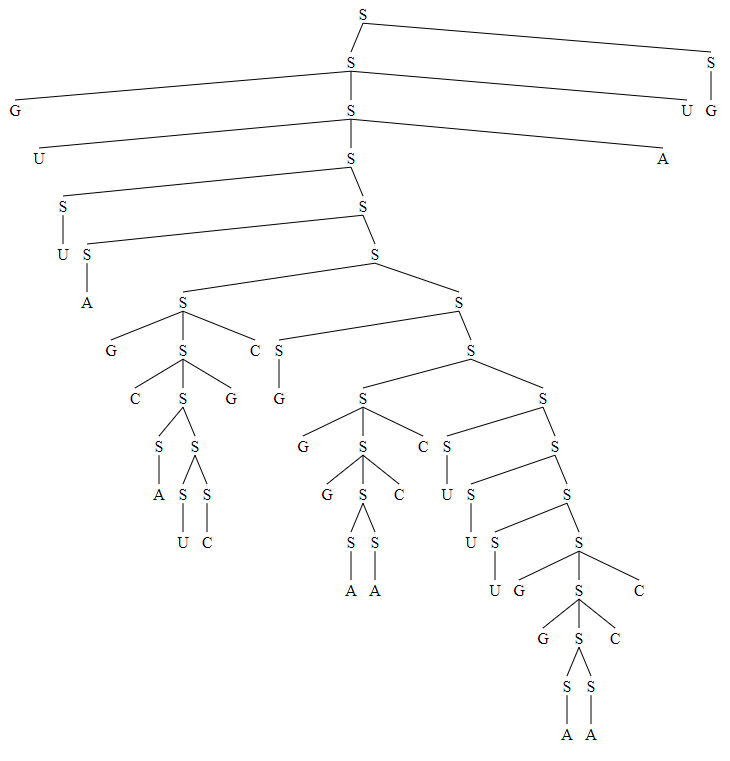 S
S S
G S U G
U S A
S S
U S S
A S S
G S C S S
C S G G S S
S S G S C S S
A S S G S C U S S
U C S S U S S
A A U G S C
G S C
S S
A A